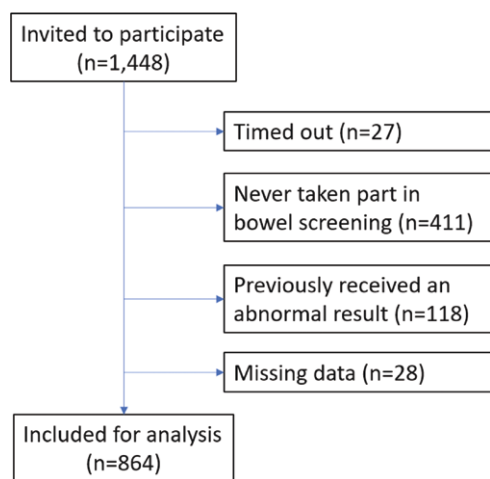 Invited to participate
(n=1,448)
Timed out (n=27)
Never taken part in
bowel screening (n=411)
Previously received an
abnormal result (n=118)
Missing data (n=28)
Included for analysis
(n=864)